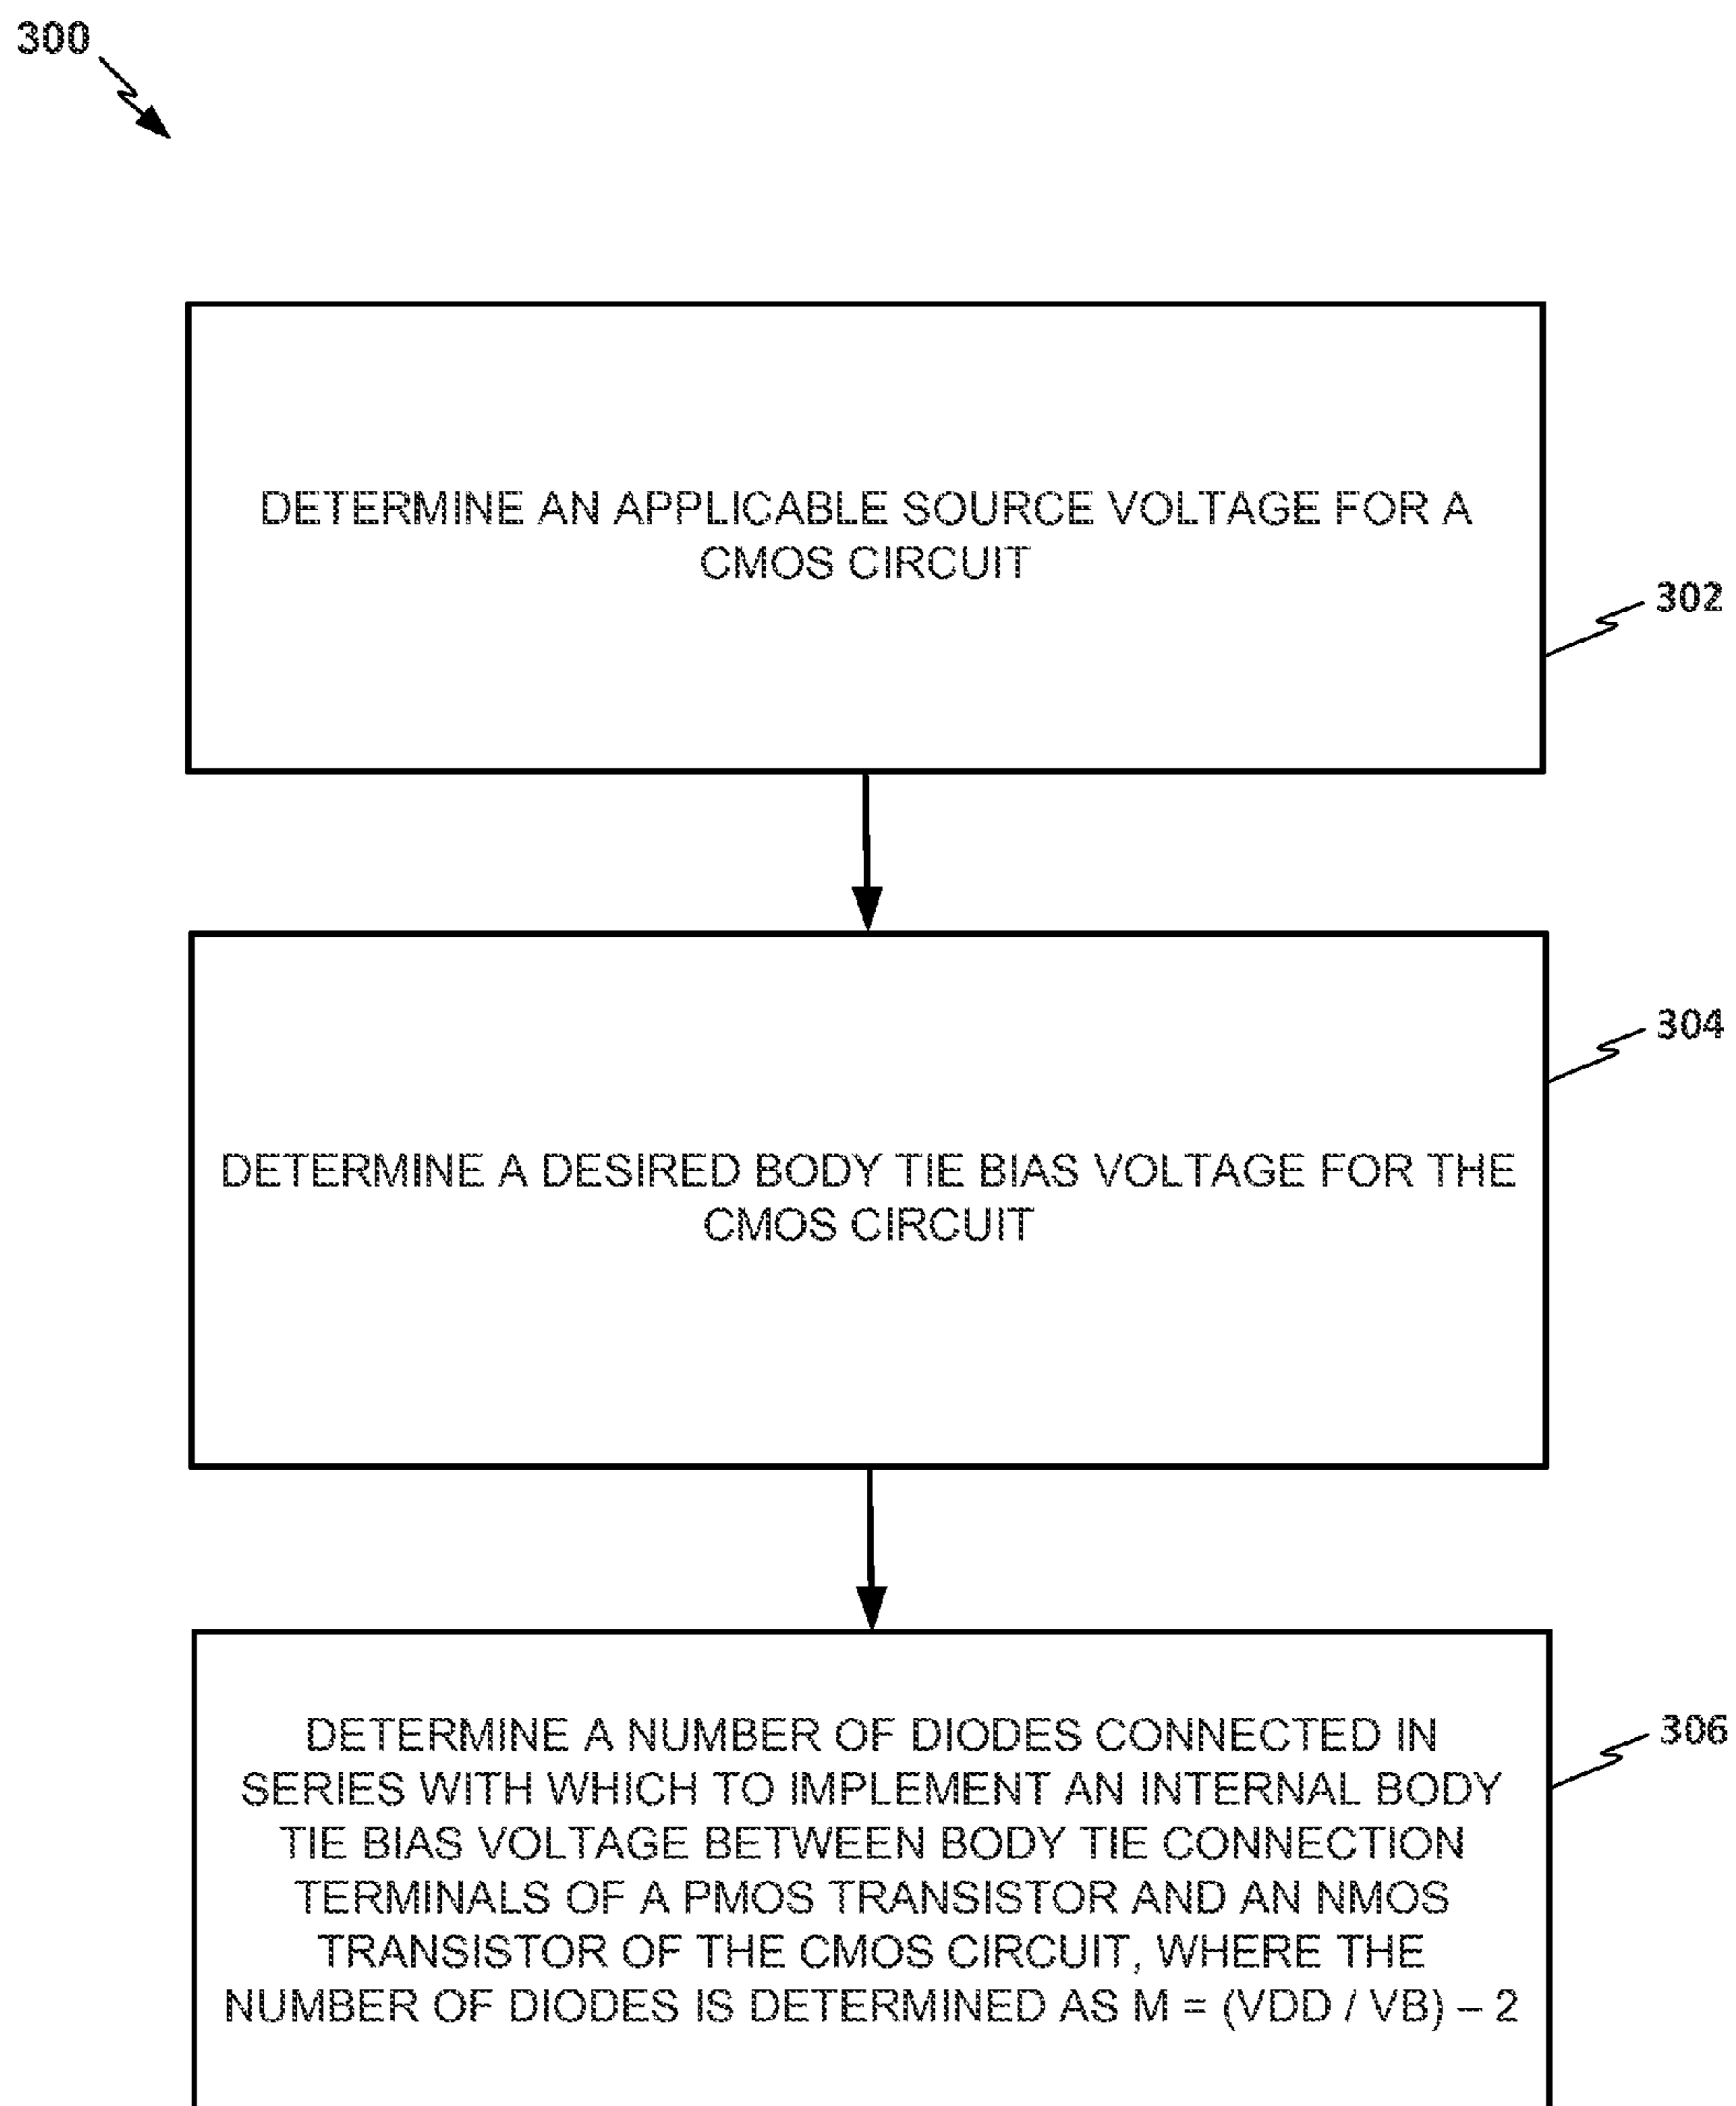 300
DETERMINE AN APPLICABLE SOURCE VOLTAGE FOR A
CMOS CIRCUIT
302
304
DETERMINE A DESIRED BODY TIE BIAS VOLTAGE FOR THE
CMOS CIRCUIT
306
DETERMINE A NUMBER OF DIODES CONNECTED IN
SERIES WITH WHICH TO IMPLEMENT AN INTERNAL BODY
TIE BIAS VOLTAGE BETWEEN BODY TIE CONNECTION
TERMINALS OF A PMOS TRANSISTOR AND AN NMOS
TRANSISTOR OF THE CMOS CIRCUIT, WHERE THE
NUMBER OF DIODES IS DETERMINED AS M = (VDD / VB) – 2